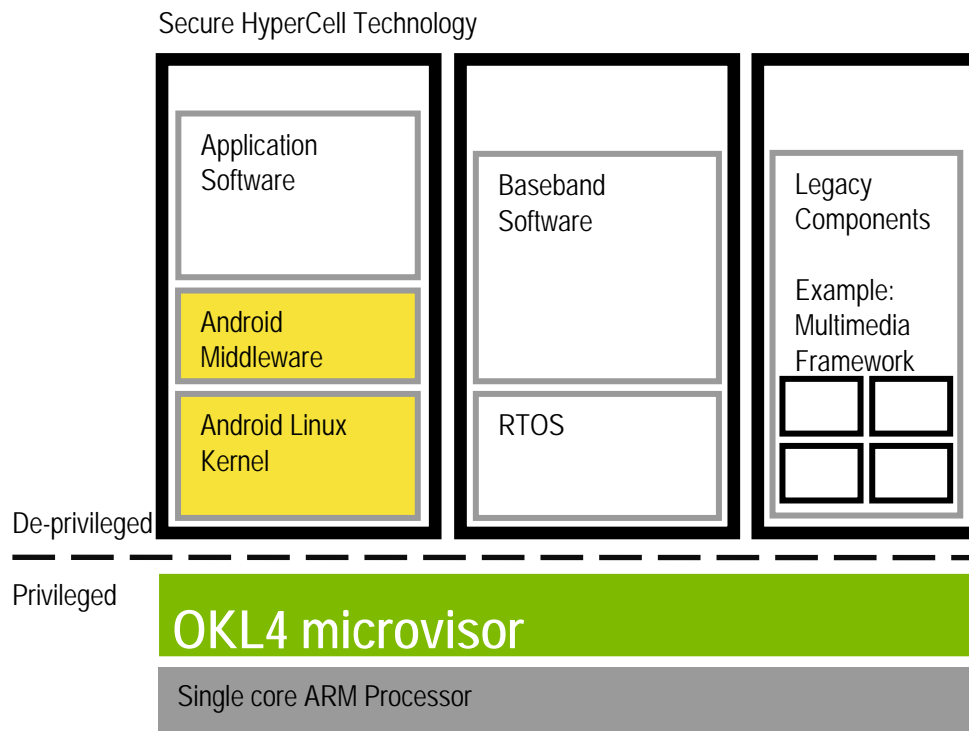 Secure HyperCell Technology
Application
Software
Android
Middleware
Android Linux
Kernel
Baseband
Software
RTOS
Legacy
Components
Example:
Multimedia
Framework
De-privileged
Privileged
OKL4 microvisor
Single core ARM Processor